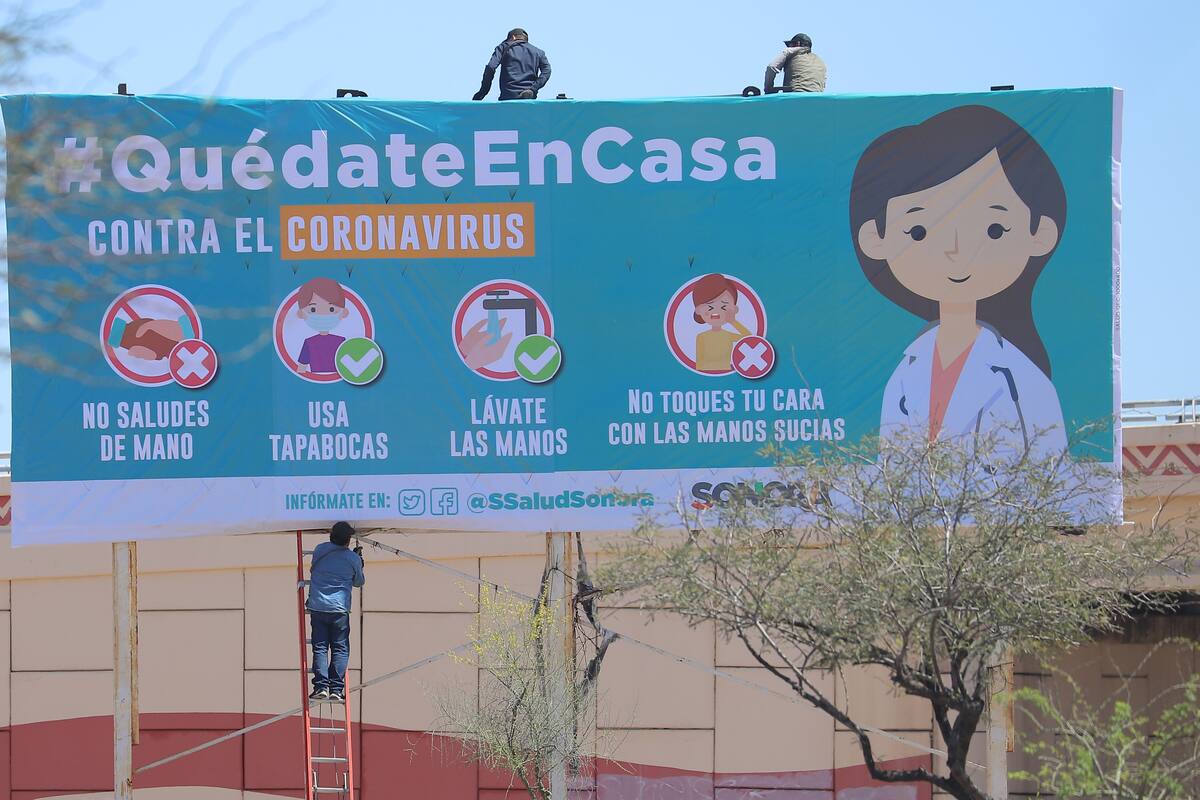 #QuédateEnCasa
CONTRA EL CORONAVIRUS
NO SALUDES
DE MANO
USA
TAPABOCAS
LÁVATE
LAS MANOS
NO TOQUES TU CARA
CON LAS MANOS SUCIAS
INFÓRMATE EN: @SSaludSonora
SONORA